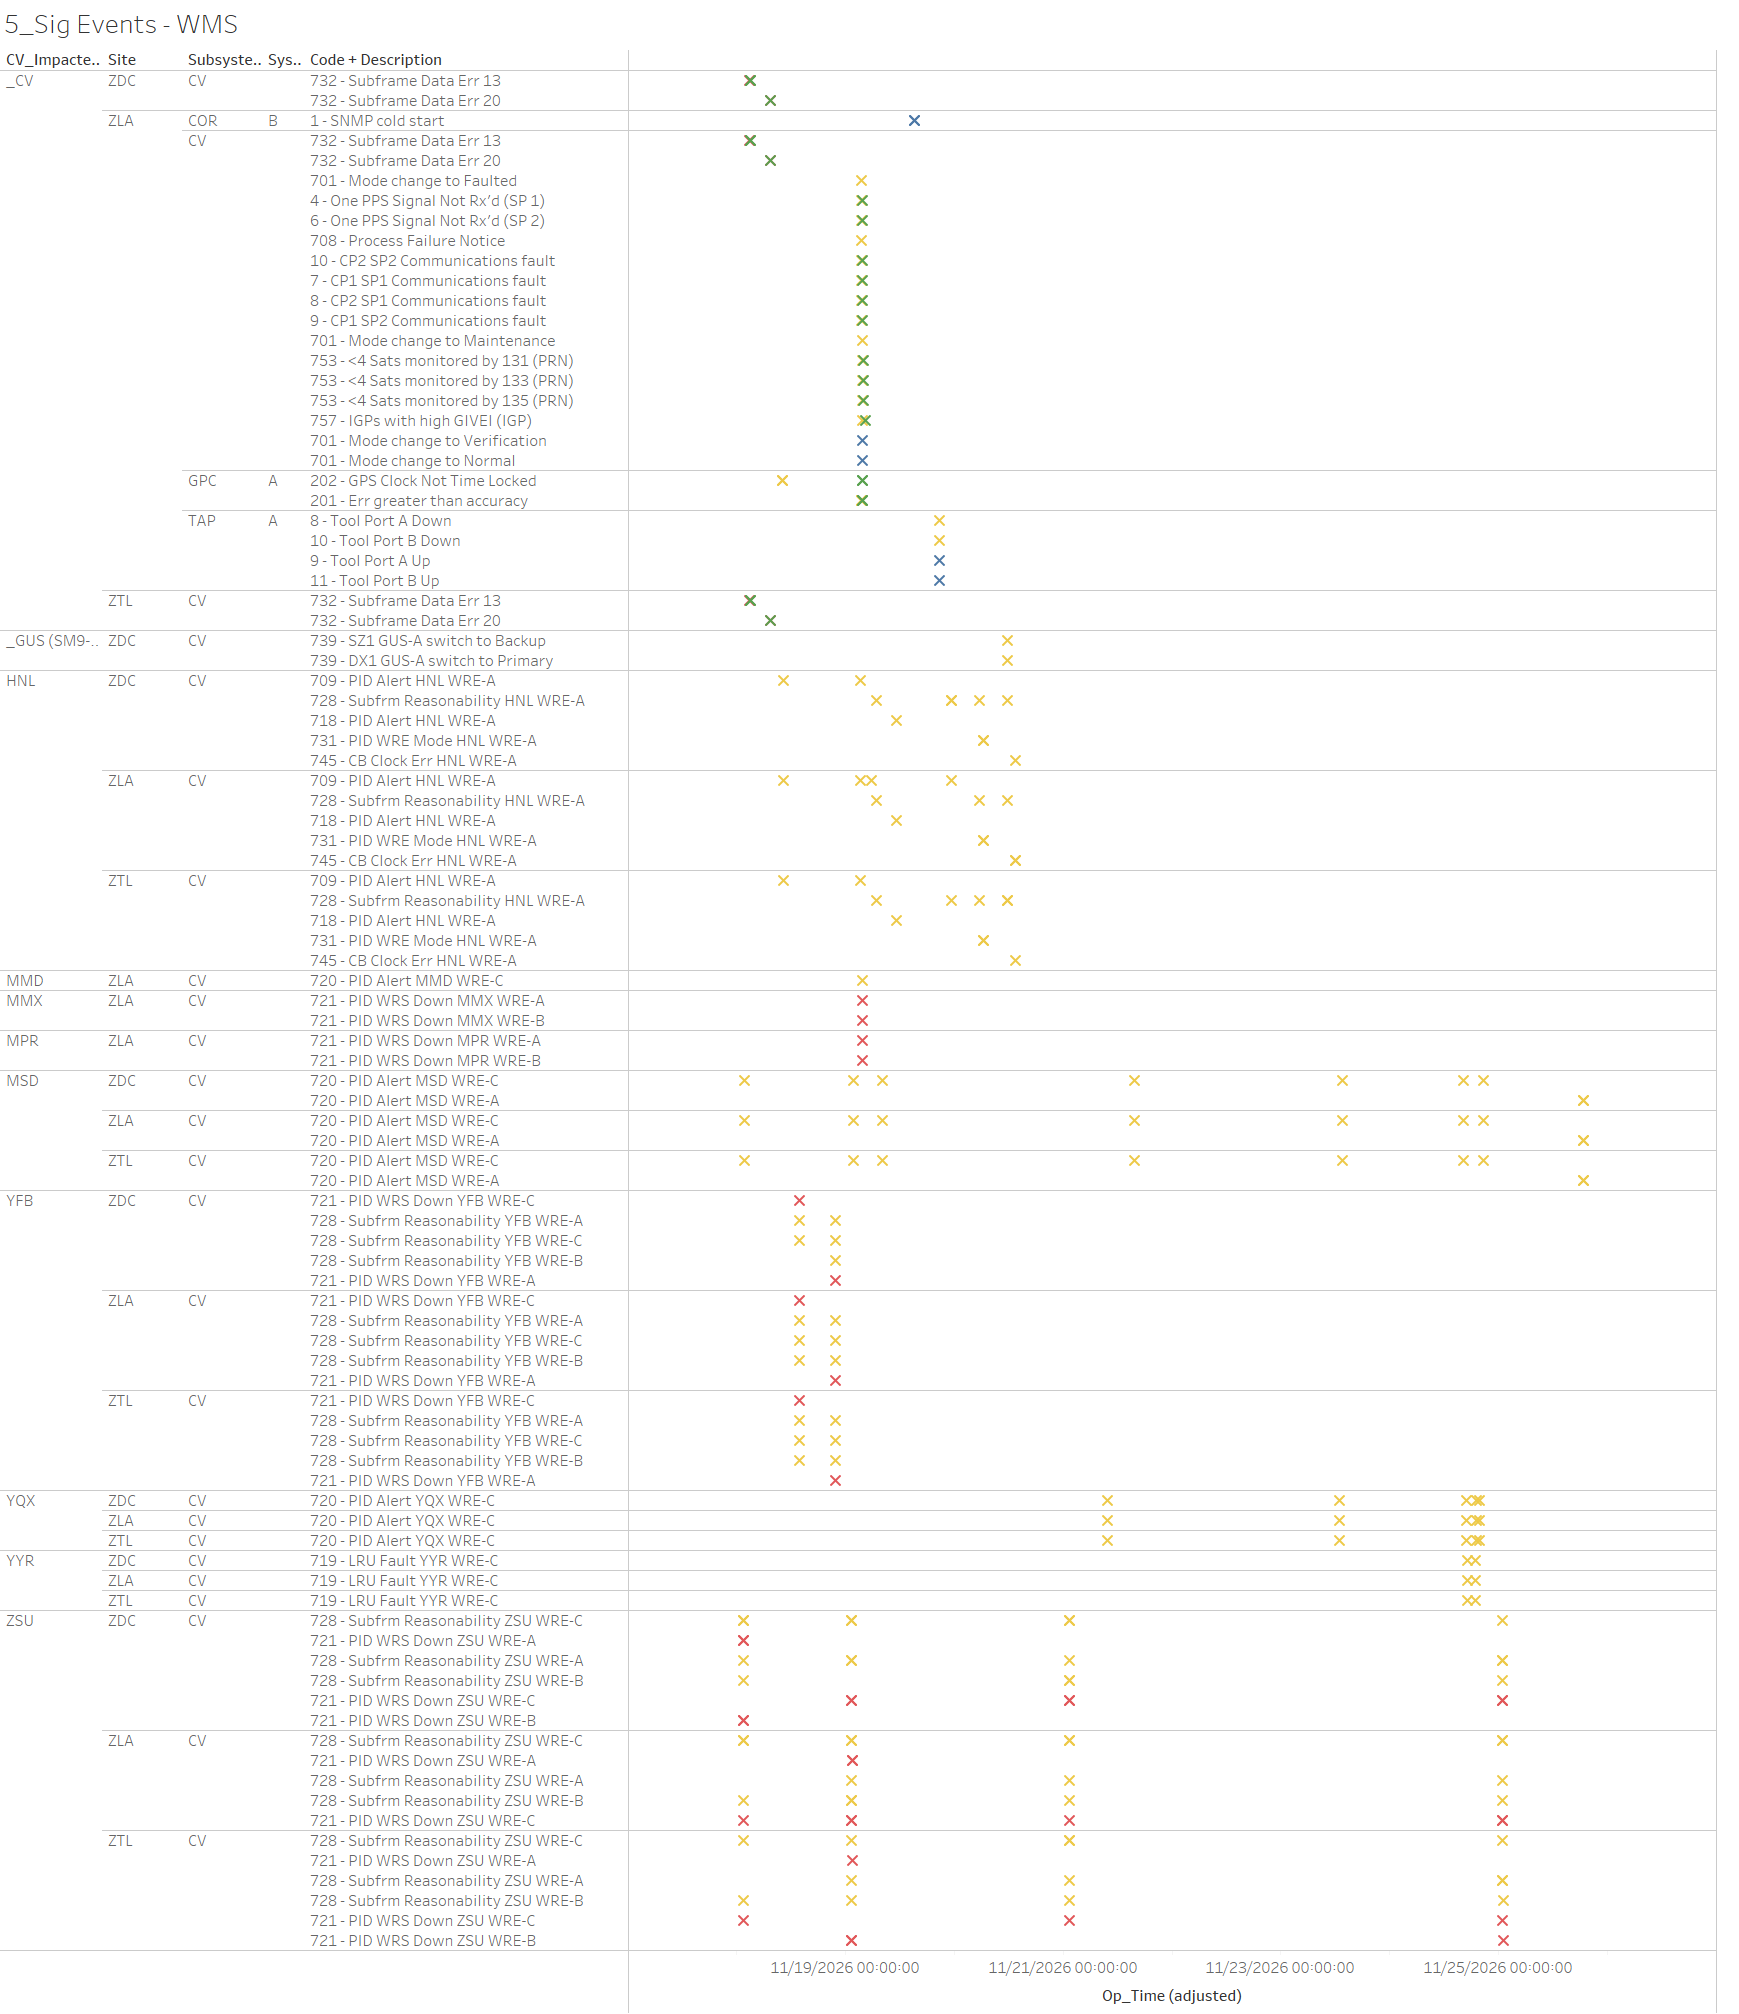 5_Sig Events - WMS
CV_Impacte.. Site Subsyste.. Sys.. Code + Description
_CV ZDC CV 732 - Subframe Data Err 13
732 - Subframe Data Err 20
ZLA COR B 1 - SNMP cold start
CV 732 - Subframe Data Err 13
732 - Subframe Data Err 20
701 - Mode change to Faulted
4 - One PPS Signal Not Rx'd (SP 1)
6 - One PPS Signal Not Rx'd (SP 2)
708 - Process Failure Notice
10 - CP2 SP2 Communications fault
7 - CP1 SP1 Communications fault
8 - CP2 SP1 Communications fault
9 - CP1 SP2 Communications fault
701 - Mode change to Maintenance
753 - <4 Sats monitored by 131 (PRN)
753 - <4 Sats monitored by 133 (PRN)
753 - <4 Sats monitored by 135 (PRN)
757 - IGPs with high GIVEI (IGP)
701 - Mode change to Verification
701 - Mode change to Normal
GPC A 202 - GPS Clock Not Time Locked
201 - Err greater than accuracy
TAP A 8 - Tool Port A Down
10 - Tool Port B Down
9 - Tool Port A Up
11 - Tool Port B Up
ZTL CV 732 - Subframe Data Err 13
732 - Subframe Data Err 20
_GUS (SM9-.. ZDC CV 739 - SZ1 GUS-A switch to Backup
739 - DX1 GUS-A switch to Primary
HNL ZDC CV 709 - PID Alert HNL WRE-A
728 - Subfrm Reasonability HNL WRE-A
718 - PID Alert HNL WRE-A
731 - PID WRE Mode HNL WRE-A
745 - CB Clock Err HNL WRE-A
ZLA CV 709 - PID Alert HNL WRE-A
728 - Subfrm Reasonability HNL WRE-A
718 - PID Alert HNL WRE-A
731 - PID WRE Mode HNL WRE-A
745 - CB Clock Err HNL WRE-A
ZTL CV 709 - PID Alert HNL WRE-A
728 - Subfrm Reasonability HNL WRE-A
718 - PID Alert HNL WRE-A
731 - PID WRE Mode HNL WRE-A
745 - CB Clock Err HNL WRE-A
MMD ZLA CV 720 - PID Alert MMD WRE-C
MMX ZLA CV 721 - PID WRS Down MMX WRE-A
721 - PID WRS Down MMX WRE-B
MPR ZLA CV 721 - PID WRS Down MPR WRE-A
721 - PID WRS Down MPR WRE-B
MSD ZDC CV 720 - PID Alert MSD WRE-C
720 - PID Alert MSD WRE-A
ZLA CV 720 - PID Alert MSD WRE-C
720 - PID Alert MSD WRE-A
ZTL CV 720 - PID Alert MSD WRE-C
720 - PID Alert MSD WRE-A
YFB ZDC CV 721 - PID WRS Down YFB WRE-C
728 - Subfrm Reasonability YFB WRE-A
728 - Subfrm Reasonability YFB WRE-C
728 - Subfrm Reasonability YFB WRE-B
721 - PID WRS Down YFB WRE-A
ZLA CV 721 - PID WRS Down YFB WRE-C
728 - Subfrm Reasonability YFB WRE-A
728 - Subfrm Reasonability YFB WRE-C
728 - Subfrm Reasonability YFB WRE-B
721 - PID WRS Down YFB WRE-A
ZTL CV 721 - PID WRS Down YFB WRE-C
728 - Subfrm Reasonability YFB WRE-A
728 - Subfrm Reasonability YFB WRE-C
728 - Subfrm Reasonability YFB WRE-B
721 - PID WRS Down YFB WRE-A
YQX ZDC CV 720 - PID Alert YQX WRE-C
ZLA CV 720 - PID Alert YQX WRE-C
ZTL CV 720 - PID Alert YQX WRE-C
YYR ZDC CV 719 - LRU Fault YYR WRE-C
ZLA CV 719 - LRU Fault YYR WRE-C
ZTL CV 719 - LRU Fault YYR WRE-C
ZSU ZDC CV 728 - Subfrm Reasonability ZSU WRE-C
721 - PID WRS Down ZSU WRE-A
728 - Subfrm Reasonability ZSU WRE-A
728 - Subfrm Reasonability ZSU WRE-B
721 - PID WRS Down ZSU WRE-C
721 - PID WRS Down ZSU WRE-B
ZLA CV 728 - Subfrm Reasonability ZSU WRE-C
721 - PID WRS Down ZSU WRE-A
728 - Subfrm Reasonability ZSU WRE-A
728 - Subfrm Reasonability ZSU WRE-B
721 - PID WRS Down ZSU WRE-C
ZTL CV 728 - Subfrm Reasonability ZSU WRE-C
721 - PID WRS Down ZSU WRE-A
728 - Subfrm Reasonability ZSU WRE-A
728 - Subfrm Reasonability ZSU WRE-B
721 - PID WRS Down ZSU WRE-C
721 - PID WRS Down ZSU WRE-B
11/19/2026 00:00:00 11/21/2026 00:00:00 11/23/2026 00:00:00 11/25/2026 00:00:00
Op_Time (adjusted)